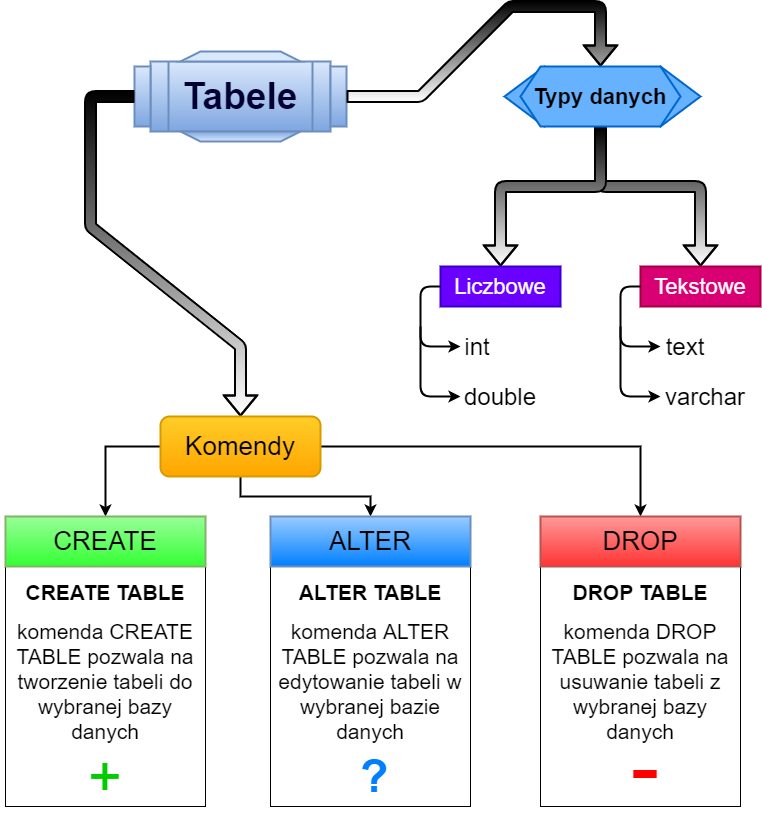 Tabele
Typy danych
Liczbowe
Tekstowe
int
text
double
varchar
Komendy
CREATE
ALTER
DROP
CREATE TABLE
komenda CREATE
TABLE pozwala na
tworzenie tabeli do
wybranej bazy
danych
+
ALTER TABLE
komenda ALTER
TABLE pozwala na
edytowanie tabeli w
wybranej bazie
danych
?
DROP TABLE
komenda DROP
TABLE pozwala na
usuwanie tabeli z
wybranej bazy
danych
-